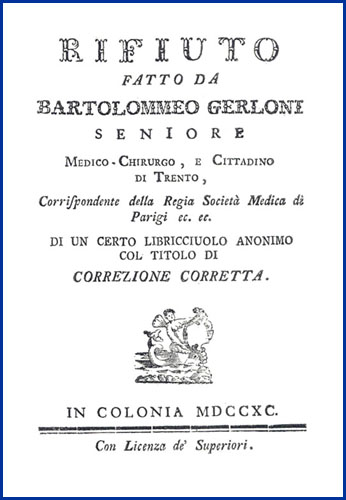 RIFIUTO
FATTO DA
BARTOLOMMEO GERLONI
SENIORE
MEDICO-CHIRURGO, E CITTADINO
DI TRENTO,
Corriſpondente della Regia Società Medica di
Parigi ec. ec.
DI UN CERTO LIBRICCIUOLO ANONIMO
COL TITOLO DI
CORREZIONE CORRETTA.
IN COLONIA MDCCXC.
Con Licenza de' Superiori.